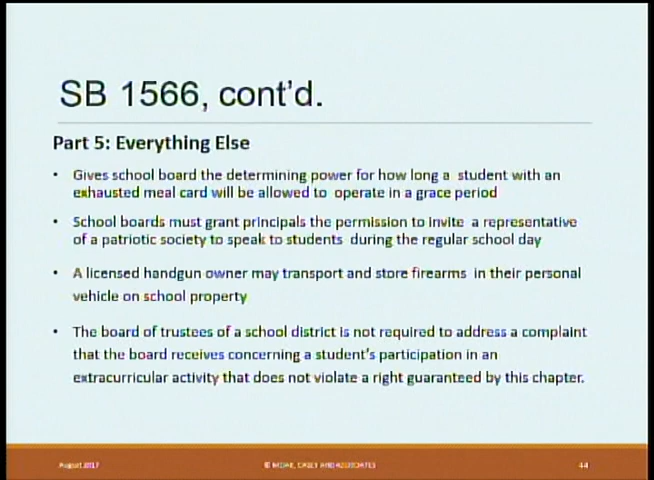 SB 1566, cont'd.
Part 5: Everything Else
• Gives school board the determining power for how long a student with an
exhausted meal card will be allowed to operate in a grace period
• School boards must grant principals the permission to invite a representative
of a patriotic society to speak to students during the regular school day
• A licensed handgun owner may transport and store firearms in their personal
vehicle on school property
• The board of trustees of a school district is not required to address a complaint
that the board receives concerning a student's participation in an
extracurricular activity that does not violate a right guaranteed by this chapter.
August 2017
© AND ASSOCIATES
44